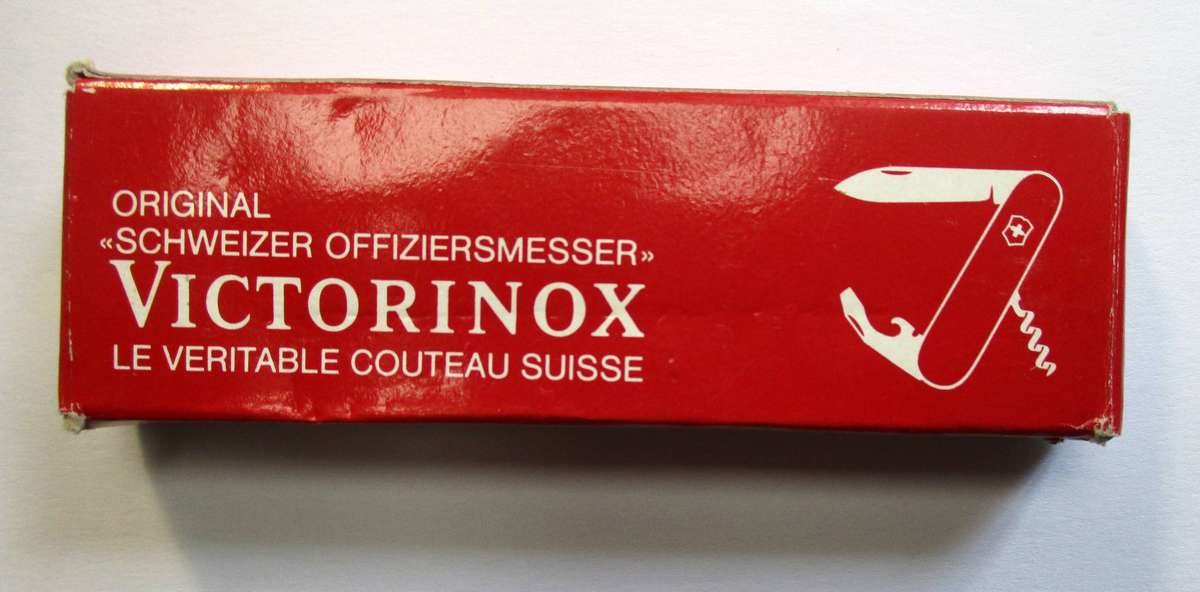 ORIGINAL
«SCHWEIZER OFFIZIERSMESSER»
VICTORINOX
LE VERITABLE COUTEAU SUISSE